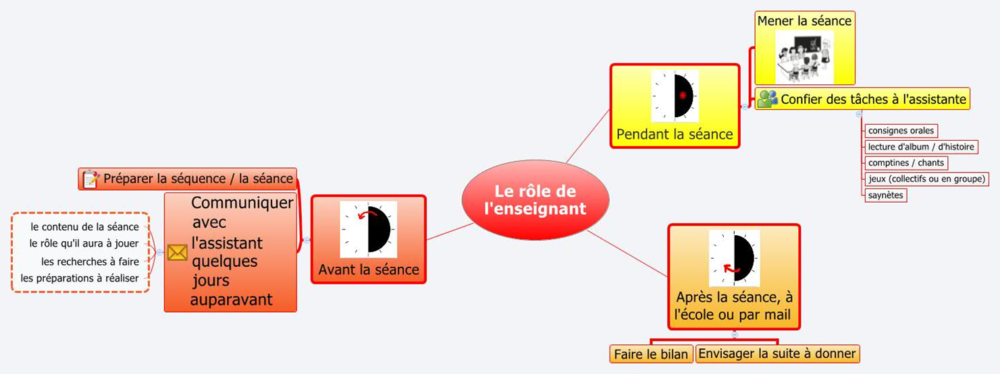 Le rôle de
l'enseignant
Avant la séance
Préparer la séquence / la séance
Communiquer
avec
l'assistant
quelques
jours
auparavant
le contenu de la séance
le rôle qu'il aura à jouer
les recherches à faire
les préparations à réaliser
Pendant la séance
Mener la séance
Confier des tâches à l'assistante
consignes orales
lecture d'album / d'histoire
comptines / chants
jeux (collectifs ou en groupe)
saynètes
Après la séance, à
l'école ou par mail
Faire le bilan
Envisager la suite à donner